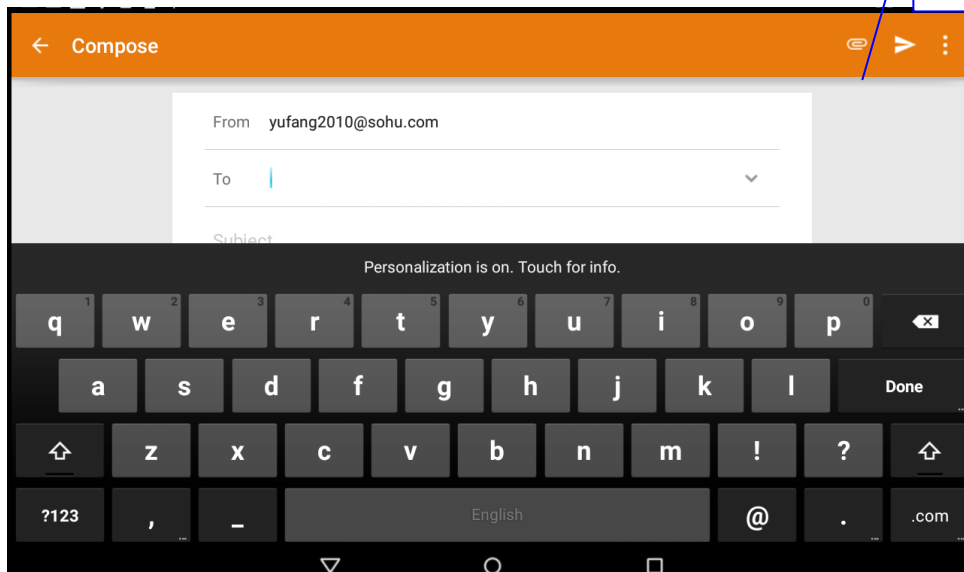 Compose
From yufang2010@sohu.com
To
Subject
Personalization is on. Touch for info.
q 1 w 2 e 3 r 4 t 5 y 6 u 7 i 8 o 9 p 0
a s d f g h j k l Done
z x c v b n m ! ?
?123 , _ English @ . .com